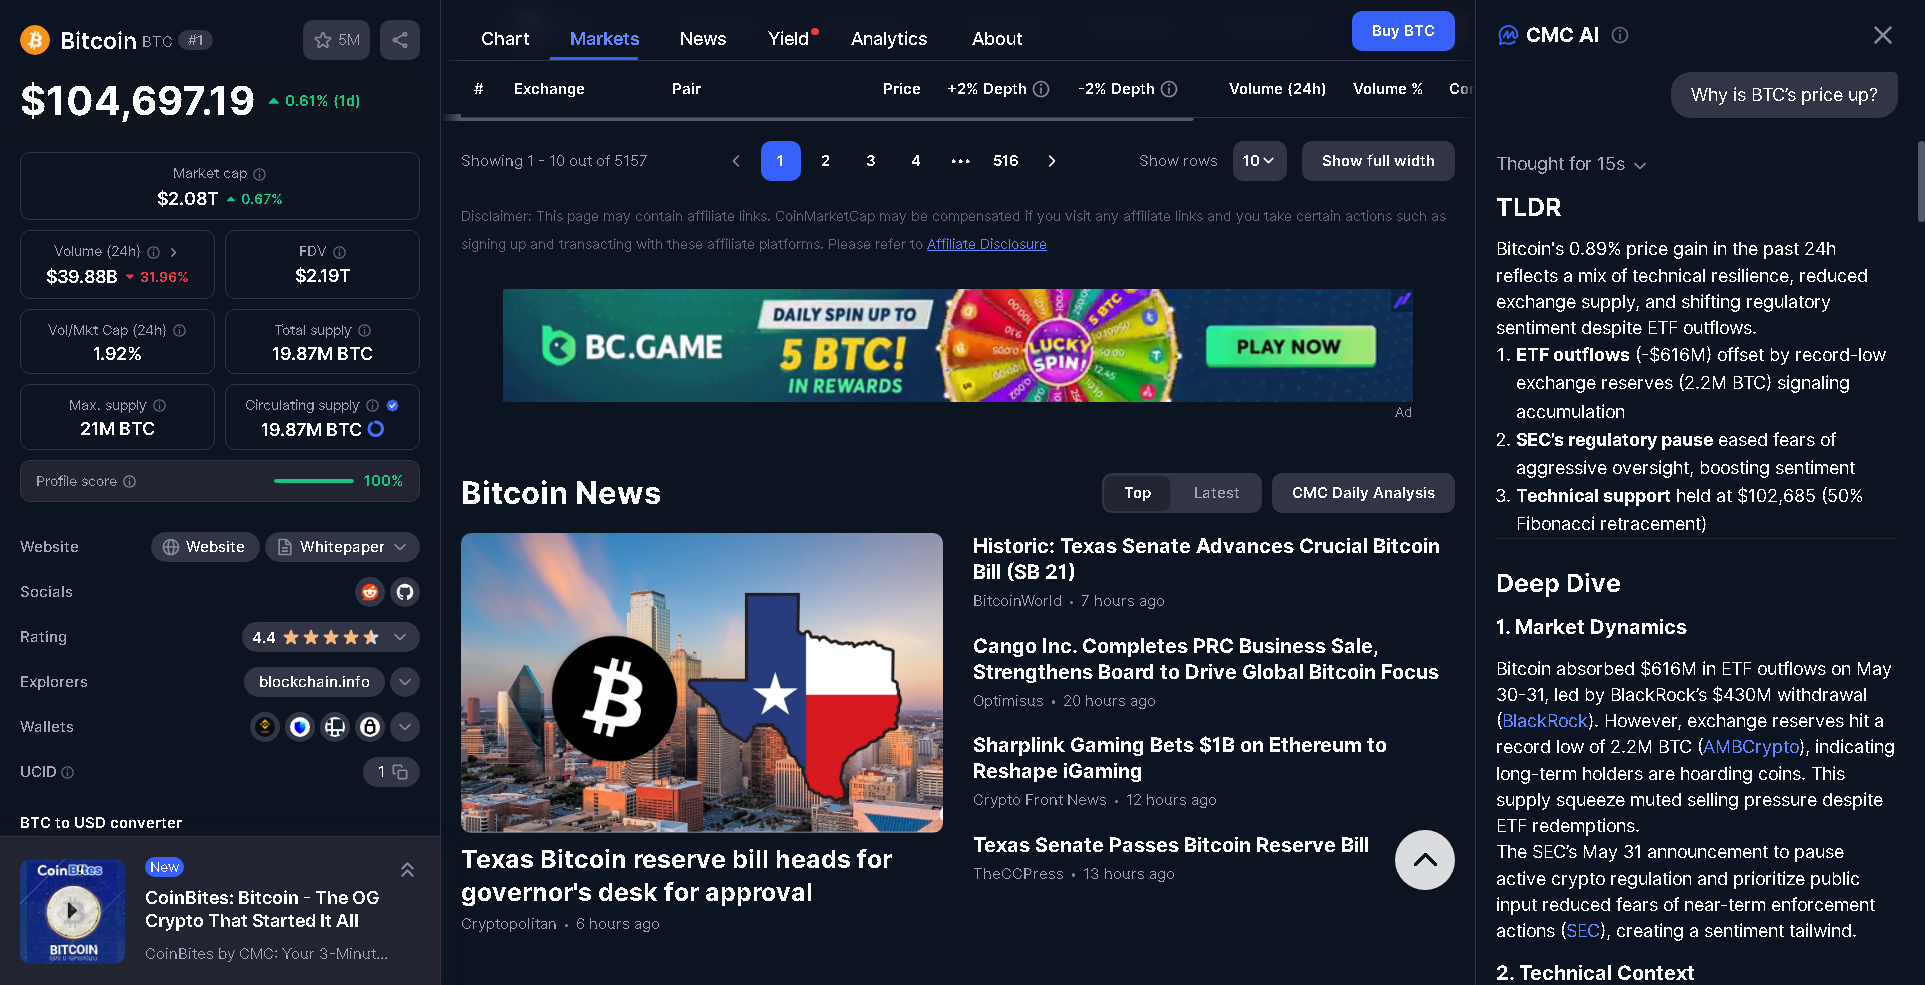 Bitcoin BTC #1
5M
$104,697.19 0.61% (1d)
Market cap
$2.08T 0.67%
Volume (24h)
$39.88B 31.96%
FDV
$2.19T
Vol/Mkt Cap (24h)
1.92%
Total supply
19.87M BTC
Max. supply
21M BTC
Circulating supply
19.87M BTC
Profile score 100%
Website Website Whitepaper
Socials
Rating 4.4
Explorers blockchain.info
Wallets
UCID 1
BTC to USD converter
CoinBites
BITCOIN
New
CoinBites: Bitcoin - The OG
Crypto That Started It All
CoinBites by CMC: Your 3-Minut...
Chart Markets News Yield Analytics About
Buy BTC
# Exchange Pair Price +2% Depth -2% Depth Volume (24h) Volume %
Showing 1 - 10 out of 5157
1 2 3 4 ••• 516
Show rows 10 Show full width
Disclaimer: This page may contain affiliate links. CoinMarketCap may be compensated if you visit any affiliate links and you take certain actions such as
signing up and transacting with these affiliate platforms. Please refer to Affiliate Disclosure
BC.GAME
DAILY SPIN UP TO
5 BTC!
IN REWARDS
LUCKY
SPIN!
5 BTC
PLAY NOW
Ad
Bitcoin News
Top Latest CMC Daily Analysis
Texas Bitcoin reserve bill heads for
governor's desk for approval
Cryptopolitan • 6 hours ago
Historic: Texas Senate Advances Crucial Bitcoin
Bill (SB 21)
BitcoinWorld • 7 hours ago
Cango Inc. Completes PRC Business Sale,
Strengthens Board to Drive Global Bitcoin Focus
Optimisus • 20 hours ago
Sharplink Gaming Bets $1B on Ethereum to
Reshape iGaming
Crypto Front News • 12 hours ago
Texas Senate Passes Bitcoin Reserve Bill
TheCCPress • 13 hours ago
CMC AI
Why is BTC's price up?
Thought for 15s
TLDR
Bitcoin's 0.89% price gain in the past 24h
reflects a mix of technical resilience, reduced
exchange supply, and shifting regulatory
sentiment despite ETF outflows.
1. ETF outflows (-$616M) offset by record-low
exchange reserves (2.2M BTC) signaling
accumulation
2. SEC's regulatory pause eased fears of
aggressive oversight, boosting sentiment
3. Technical support held at $102,685 (50%
Fibonacci retracement)
Deep Dive
1. Market Dynamics
Bitcoin absorbed $616M in ETF outflows on May
30-31, led by BlackRock's $430M withdrawal
(BlackRock). However, exchange reserves hit a
record low of 2.2M BTC (AMBCrypto), indicating
long-term holders are hoarding coins. This
supply squeeze muted selling pressure despite
ETF redemptions.
The SEC's May 31 announcement to pause
active crypto regulation and prioritize public
input reduced fears of near-term enforcement
actions (SEC), creating a sentiment tailwind.
2. Technical Context